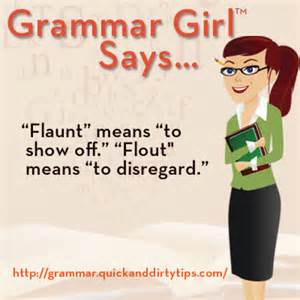 Grammar Girl™
Says...
“Flaunt” means “to
show off.” “Flout"
means “to disregard.”
http://grammar.quickanddirtytips.com/